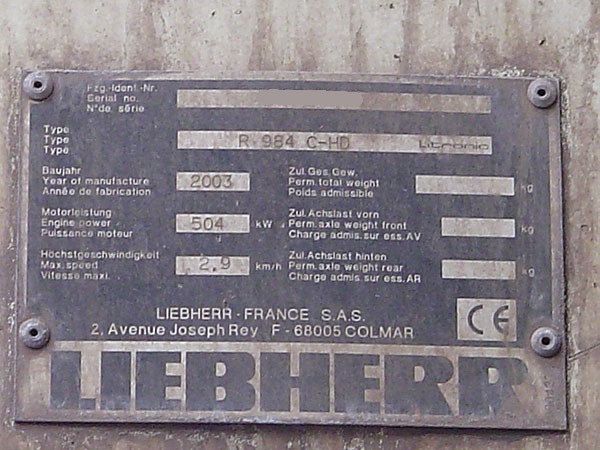 Fzg.-Ident.-Nr.
Serial no.
N°de. série
Type
Type
Type
R 984 C-HD Litronic
Baujahr
Year of manufacture
Année de fabrication
2003
Zul. Ges. Gew.
Perm. total weight
Poids admissible
kg
Motorleistung
Engine power
Puissance moteur
504 kW
Zul. Achslast vorn
Perm. axle weight front
Charge admis. sur ess. AV
kg
Höchstgeschwindigkeit
Max. speed
Vitesse maxi.
2.9 km/h
Zul. Achslast hinten
Perm. axle weight rear
Charge admis. sur ess. AR
kg
LIEBHERR - FRANCE S.A.S.
2, Avenue Joseph Rey F - 68005 COLMAR
CE
LIEBHERR